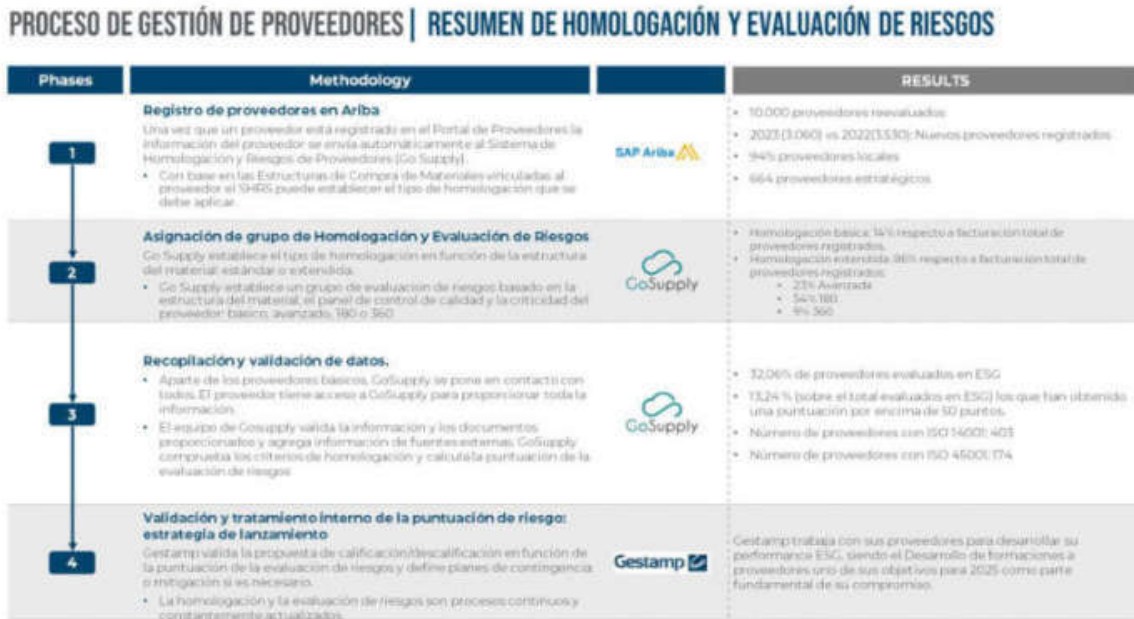 PROCESO DE GESTIÓN DE PROVEEDORES | RESUMEN DE HOMOLOGACIÓN Y EVALUACIÓN DE RIESGOS
Phases
Methodology
RESULTS
1
Registro de proveedores en Ariba
Una vez que un proveedor está registrado en el Portal de Proveedores la
información del proveedor se envía automáticamente al Sistema de
Homologación y Riesgos de Proveedores (Go Supply).
• Con base en las Estructuras de Compra de Materiales vinculadas al
proveedor el SHRS puede establecer el tipo de homologación que se
debe aplicar.
SAP Ariba
• 10.000 proveedores reevaluados
• 2023 (3.060) vs 2022(3.530): Nuevos proveedores registrados
• 94% proveedores locales
• 664 proveedores estratégicos
2
Asignación de grupo de Homologación y Evaluación de Riesgos
Go Supply establece el tipo de homologación en función de la estructura
del material: estándar o extendida.
• Go Supply establece un grupo de evaluación de riesgos basado en la
estructura del material, el panel de control de calidad y la criticidad del
proveedor: básico, avanzado, 180 o 360
GoSupply
• Homologación básica: 14% respecto a facturación total de
proveedores registrados.
• Homologación extendida: 86% respecto a facturación total de
proveedores registrados:
• 23% Avanzada
• 54% 180
• 9% 360
3
Recopilación y validación de datos.
• Aparte de los proveedores básicos, GoSupply se pone en contacto con
todos. El proveedor tiene acceso a GoSupply para proporcionar toda la
información.
• El equipo de Gosupply valida la información y los documentos
proporcionados y agrega información de fuentes externas. GoSupply
comprueba los criterios de homologación y calcula la puntuación de la
evaluación de riesgos
GoSupply
• 32,06% de proveedores evaluados en ESG
• 13,24 % (sobre el total evaluados en ESG) los que han obtenido
una puntuación por encima de 50 puntos.
• Número de proveedores con ISO 14001: 403
• Número de proveedores con ISO 45001: 174
4
Validación y tratamiento interno de la puntuación de riesgo:
estrategia de lanzamiento
Gestamp valida la propuesta de calificación/descalificación en función de
la puntuación de la evaluación de riesgos y define planes de contingencia
o mitigación si es necesario.
• La homologación y la evaluación de riesgos son procesos continuos y
constantemente actualizados.
Gestamp
Gestamp trabaja con sus proveedores para desarrollar su
performance ESG, siendo el Desarrollo de formaciones a
proveedores uno de sus objetivos para 2025 como parte
fundamental de su compromiso.